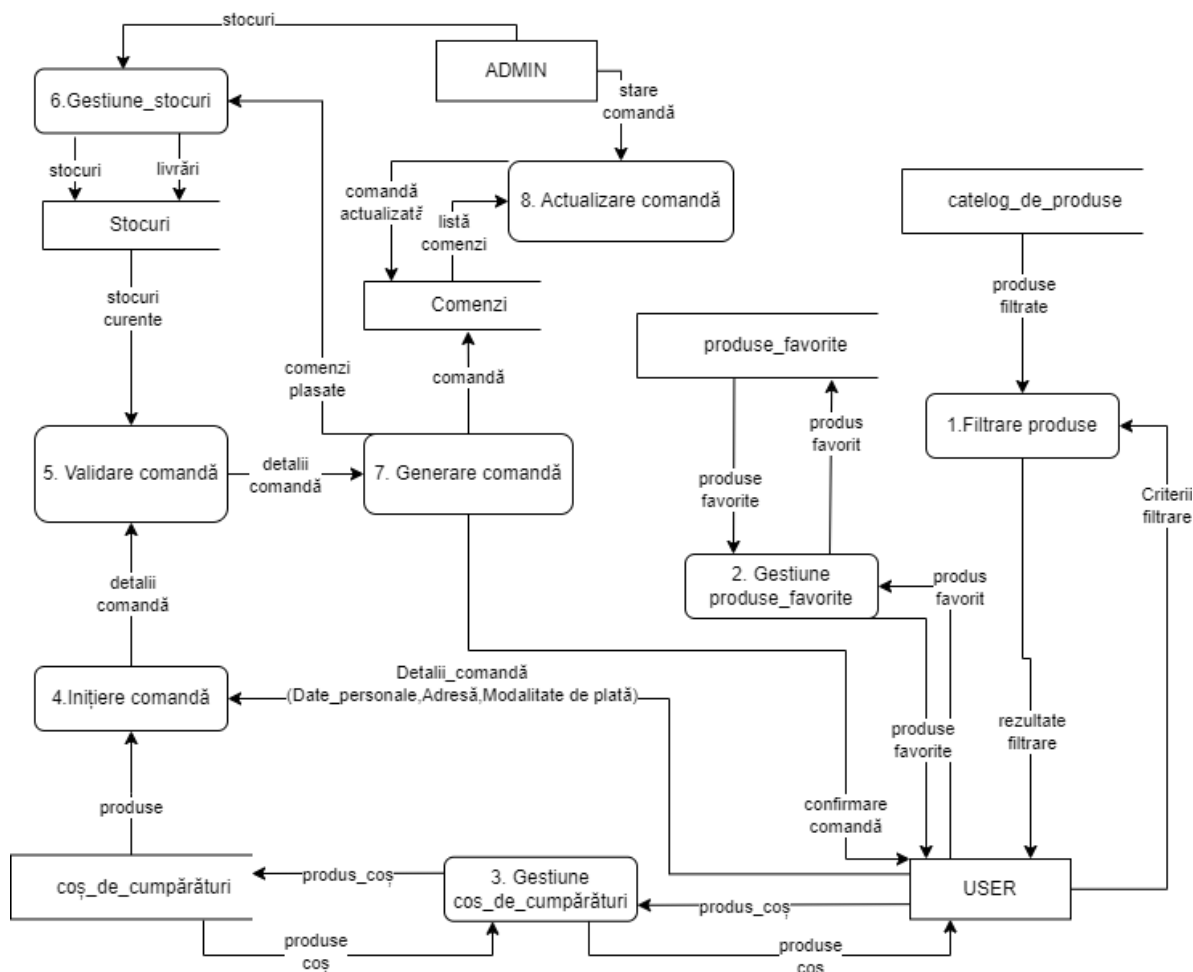 stocuri
ADMIN
6.Gestiune_stocuri
stare
comandă
stocuri
livrări
comandă
actualizată
8. Actualizare comandă
catelog_de_produse
Stocuri
listă
comenzi
stocuri
curente
Comenzi
produse
filtrate
produse_favorite
comenzi
plasate
comandă
produs
favorit
1.Filtrare produse
5. Validare comandă
detalii
comandă
7. Generare comandă
produse
favorite
Criterii
filtrare
detalii
comandă
2. Gestiune
produse_favorite
produs
favorit
4.Inițiere comandă
Detalii_comandă
(Date_personale,Adresă,Modalitate de plată)
produse
favorite
rezultate
filtrare
produse
confirmare
comandă
coș_de_cumpărături
produs_coș
3. Gestiune
cos_de_cumpărături
produs_coș
USER
produse
coș
produse
cos